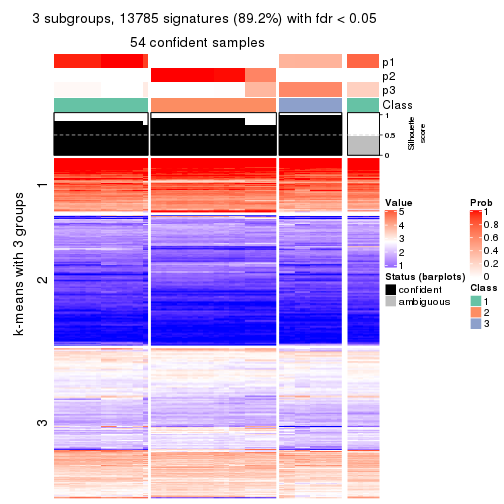 3 subgroups, 13785 signatures (89.2%) with fdr < 0.05
54 confident samples
p1
p2
p3
Class
1
0.5
0
Silhouette
score
k-means with 3 groups
1
2
3
Value
5
4
3
2
1
Status (barplots)
confident
ambiguous
Prob
1
0.8
0.6
0.4
0.2
0
Class
1
2
3